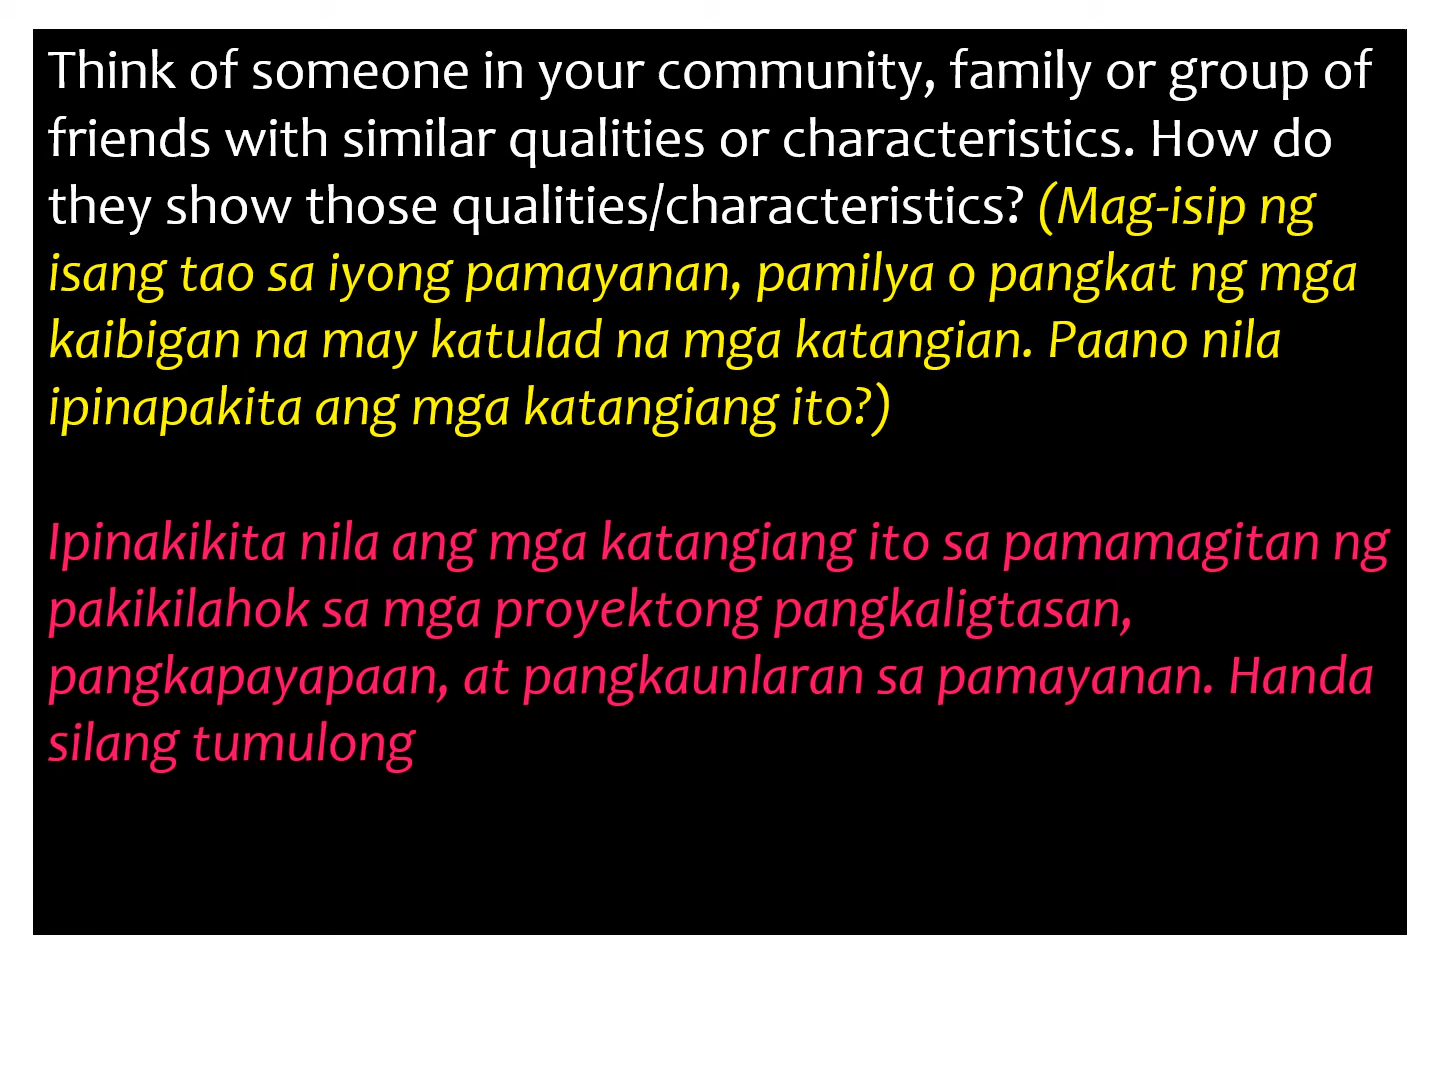 Think of someone in your community, family or group of
friends with similar qualities or characteristics. How do
they show those qualities/characteristics? (Mag-isip ng
isang tao sa iyong pamayanan, pamilya o pangkat ng mga
kaibigan na may katulad na mga katangian. Paano nila
ipinapakita ang mga katangiang ito?)
Ipinakikita nila ang mga katangiang ito sa pamamagitan ng
pakikilahok sa mga proyektong pangkaligtasan,
pangkapayapaan, at pangkaunlaran sa pamayanan. Handa
silang tumulong